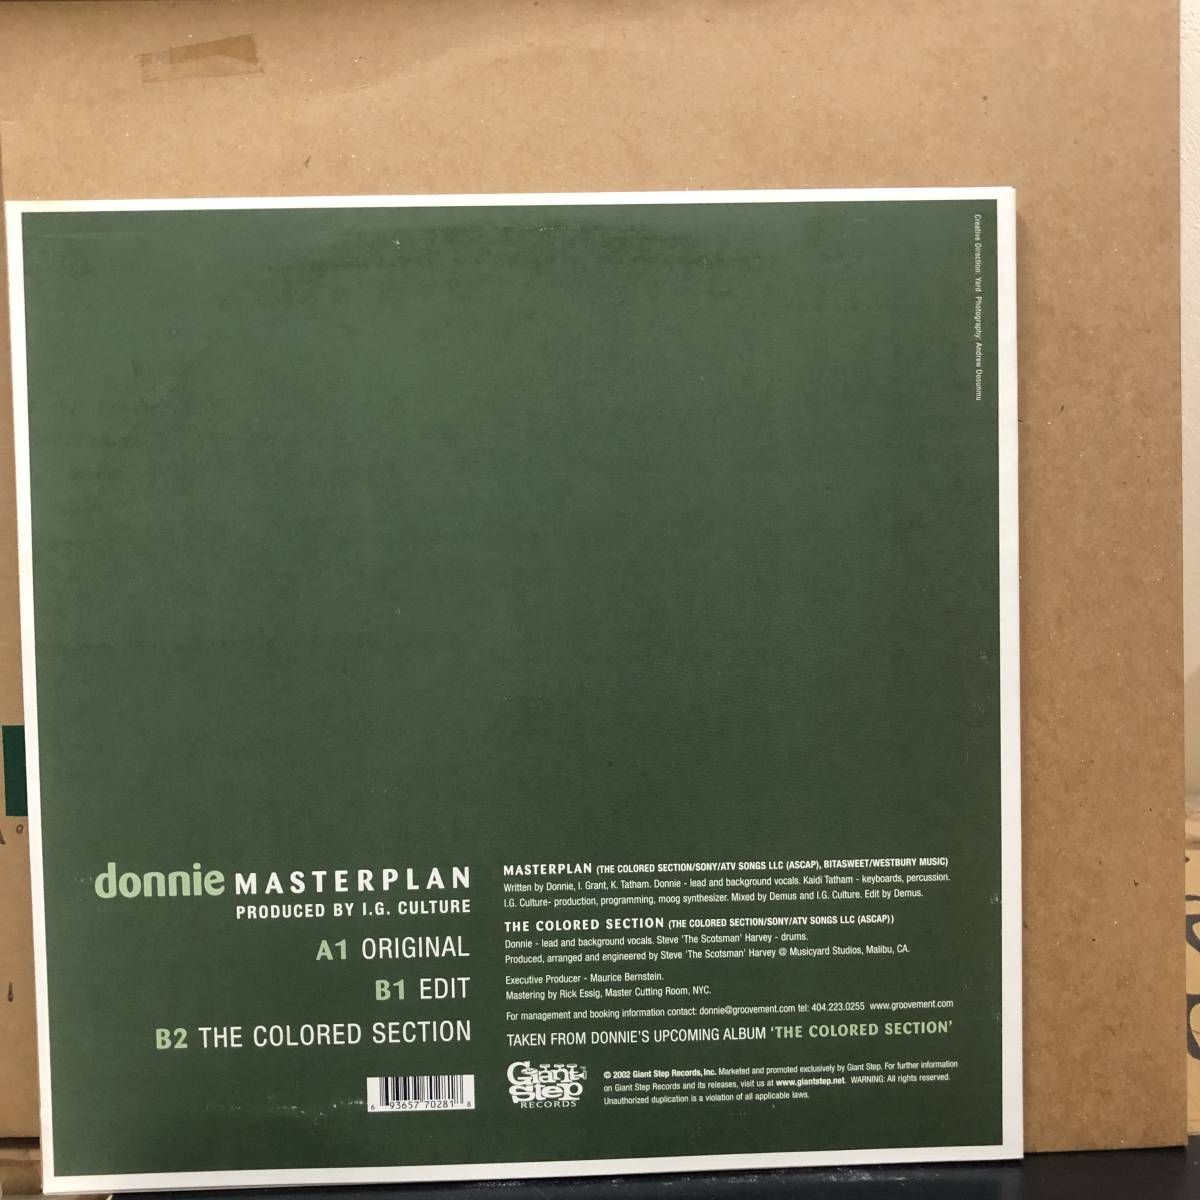 Creative Direction: Yard Photography: Andrew Dosunmu
donnie MASTERPLAN
PRODUCED BY I.G. CULTURE
A1 ORIGINAL
B1 EDIT
B2 THE COLORED SECTION
6 93657 70281 8
MASTERPLAN (THE COLORED SECTION/SONY/ATV SONGS LLC (ASCAP), BITASWEET/WESTBURY MUSIC)
Written by Donnie, I. Grant, K. Tatham. Donnie - lead and background vocals. Kaidi Tatham - keyboards, percussion.
I.G. Culture- production, programming, moog synthesizer. Mixed by Demus and I.G. Culture. Edit by Demus.
THE COLORED SECTION (THE COLORED SECTION/SONY/ATV SONGS LLC (ASCAP))
Donnie - lead and background vocals. Steve 'The Scotsman' Harvey - drums.
Produced, arranged and engineered by Steve 'The Scotsman' Harvey @ Musicyard Studios, Malibu, CA.
Executive Producer - Maurice Bernstein.
Mastering by Rick Essig, Master Cutting Room, NYC.
For management and booking information contact: donnie@groovement.com tel: 404.223.0255 www.groovement.com
TAKEN FROM DONNIE'S UPCOMING ALBUM 'THE COLORED SECTION'
Giant Step
RECORDS
© 2002 Giant Step Records, Inc. Marketed and promoted exclusively by Giant Step. For further information
on Giant Step Records and its releases, visit us at www.giantstep.net. WARNING: All rights reserved.
Unauthorized duplication is a violation of all applicable laws.